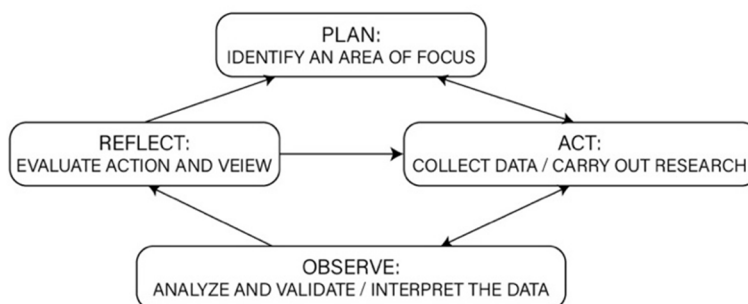 PLAN:
IDENTIFY AN AREA OF FOCUS
REFLECT:
EVALUATE ACTION AND VEIEW
ACT:
COLLECT DATA / CARRY OUT RESEARCH
OBSERVE:
ANALYZE AND VALIDATE / INTERPRET THE DATA